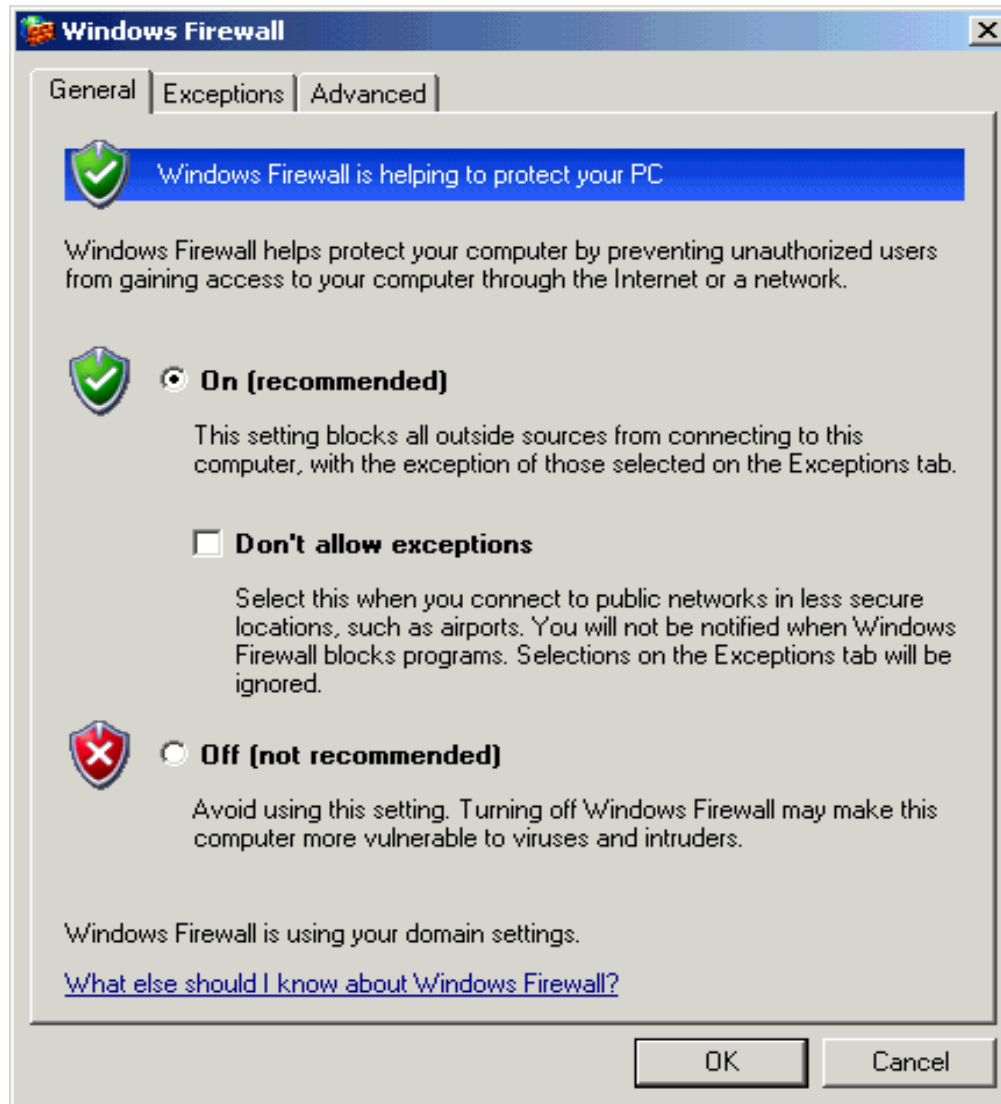 Windows Firewall
General
Exceptions
Advanced
Windows Firewall is helping to protect your PC
Windows Firewall helps protect your computer by preventing unauthorized users
from gaining access to your computer through the Internet or a network.
On (recommended)
This setting blocks all outside sources from connecting to this
computer, with the exception of those selected on the Exceptions tab.
Don't allow exceptions
Select this when you connect to public networks in less secure
locations, such as airports. You will not be notified when Windows
Firewall blocks programs. Selections on the Exceptions tab will be
ignored.
Off (not recommended)
Avoid using this setting. Turning off Windows Firewall may make this
computer more vulnerable to viruses and intruders.
Windows Firewall is using your domain settings.
What else should I know about Windows Firewall?
OK
Cancel